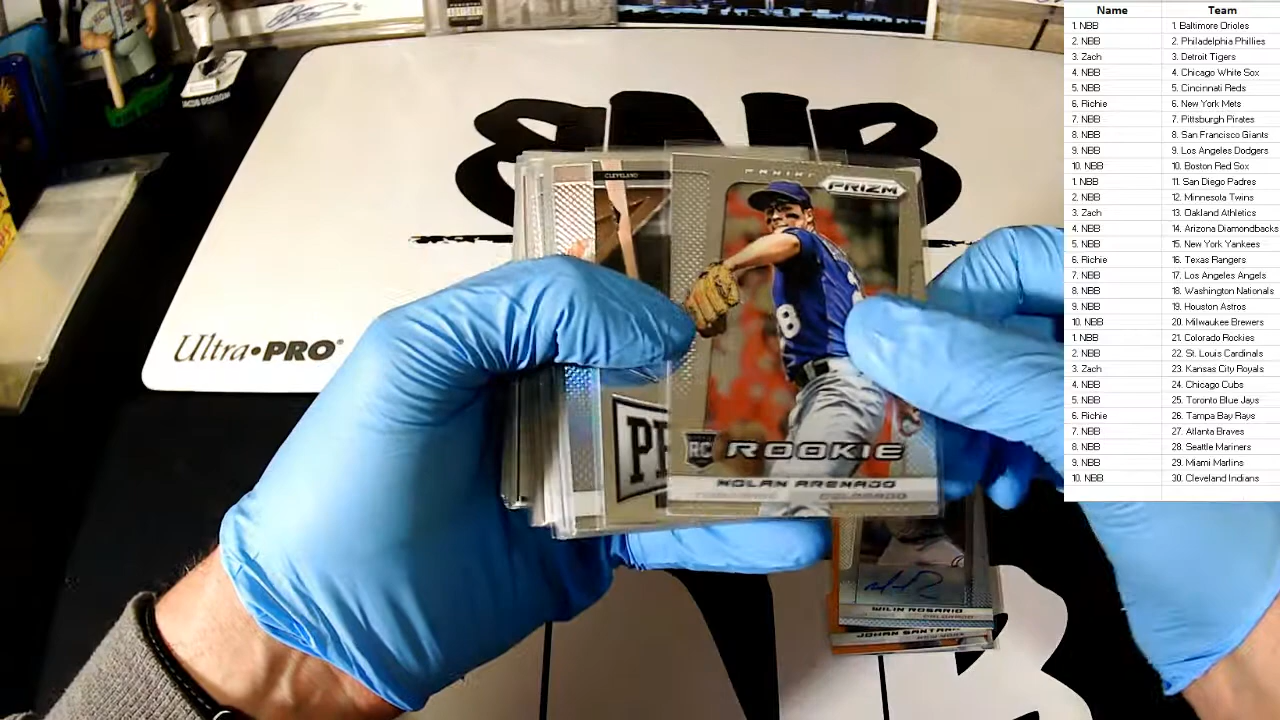 Name Team
1. NBB 1. Baltimore Orioles
2. NBB 2. Philadelphia Phillies
3. Zach 3. Detroit Tigers
4. NBB 4. Chicago White Sox
5. NBB 5. Cincinnati Reds
6. Richie 6. New York Mets
7. NBB 7. Pittsburgh Pirates
8. NBB 8. San Francisco Giants
9. NBB 9. Los Angeles Dodgers
10. NBB 10. Boston Red Sox
1. NBB 11. San Diego Padres
2. NBB 12. Minnesota Twins
3. Zach 13. Oakland Athletics
4. NBB 14. Arizona Diamondbacks
5. NBB 15. New York Yankees
6. Richie 16. Texas Rangers
7. NBB 17. Los Angeles Angels
8. NBB 18. Washington Nationals
9. NBB 19. Houston Astros
10. NBB 20. Milwaukee Brewers
1. NBB 21. Colorado Rockies
2. NBB 22. St. Louis Cardinals
3. Zach 23. Kansas City Royals
4. NBB 24. Chicago Cubs
5. NBB 25. Toronto Blue Jays
6. Richie 26. Tampa Bay Rays
7. NBB 27. Atlanta Braves
8. NBB 28. Seattle Mariners
9. NBB 29. Miami Marlins
10. NBB 30. Cleveland Indians
JACOB DEGROM
Ultra•PRO
CLEVELAND
PANINI
PRIZM
8
RC ROOKIE
NOLAN ARENADO
COLORADO
WILIN ROSARIO
COLORADO
JOHAN SANTANA
NEW YORK